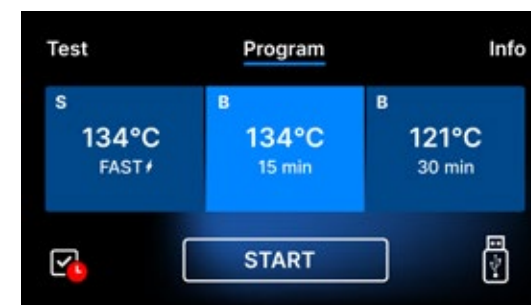 Test Program Info
S B B
134°C 134°C 121°C
FAST 15 min 30 min
START